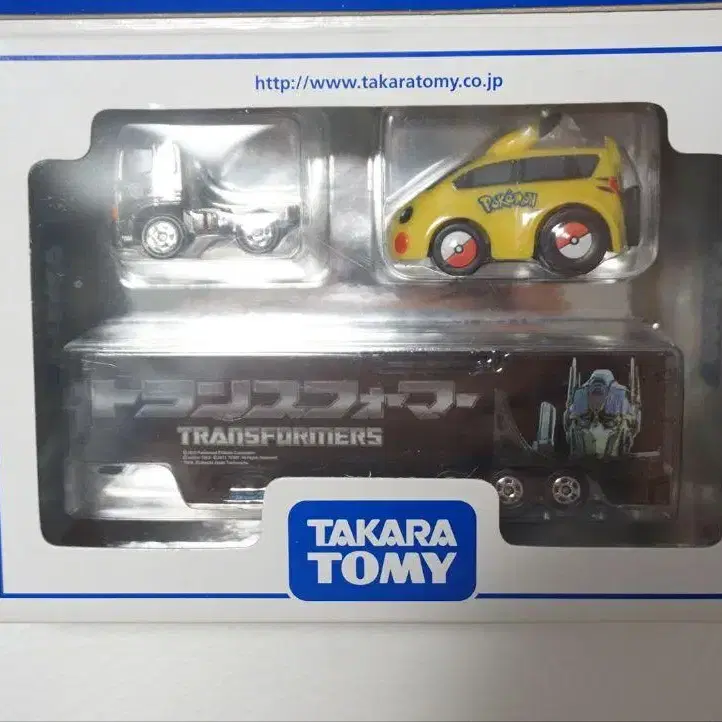 http://www.takaratomy.co.jp
Pokémon
トランスフォーマー
TRANSFORMERS
TAKARA
TOMY